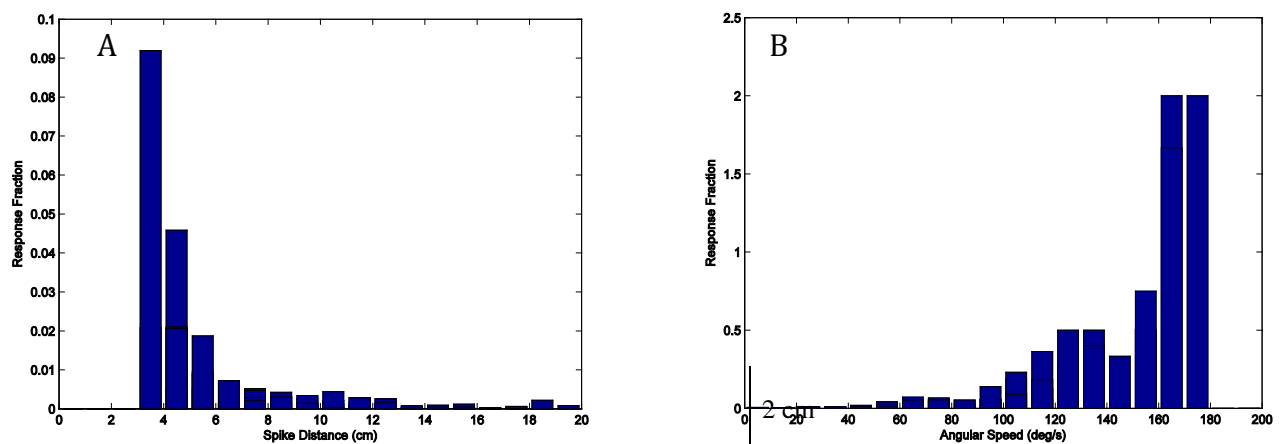 A
0.1
0.09
0.08
0.07
0.06
0.05
0.04
0.03
0.02
0.01
0
Response Fraction
0 2 4 6 8 10 12 14 16 18 20
Spike Distance (cm)
B
2.5
2
1.5
1
0.5
0
Response Fraction
0 20 40 60 80 100 120 140 160 180 200
Angular Speed (deg/s)
2 cm